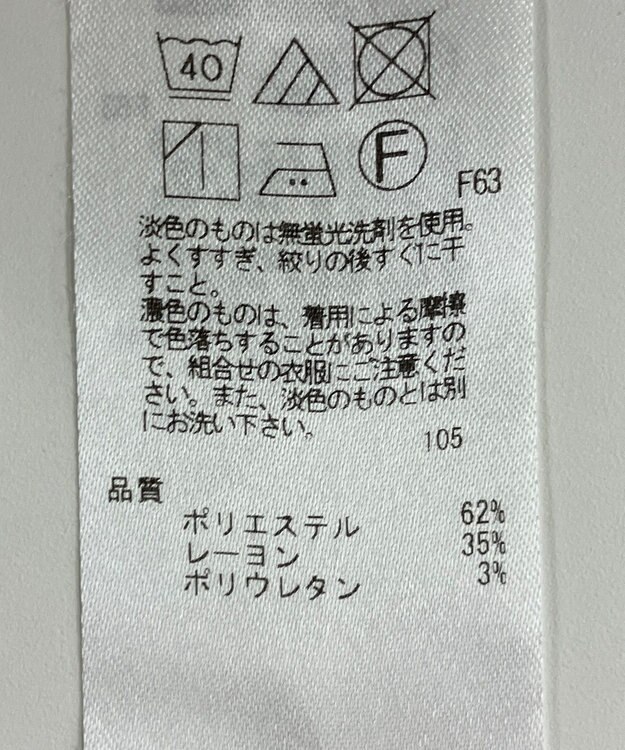 40
F
F63
淡色のものは無蛍光洗剤を使用。
よくすすぎ、絞りの後すぐに干
すこと。
濃色のものは、着用による摩擦
で色落ちすることがありますの
で、組合せの衣服にご注意くだ
さい。また、淡色のものとは別
にお洗い下さい。
105
品質
ポリエステル 62%
レーヨン 35%
ポリウレタン 3%